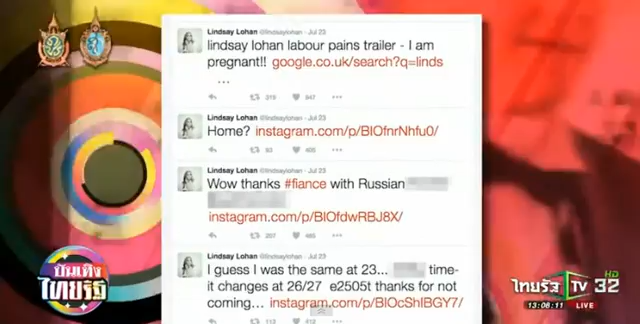 Lindsay Lohan @lindsaylohan · Jul 23
lindsay lohan labour pains trailer - I am
pregnant!! google.co.uk/search?q=linds
...
319 947
Lindsay Lohan @lindsaylohan · Jul 23
Home? instagram.com/p/BIOfnrNhfu0/
93 405
Lindsay Lohan @lindsaylohan · Jul 23
Wow thanks #fiance with Russian
instagram.com/p/BIOfdwRBJ8X/
207 485
Lindsay Lohan @lindsaylohan · Jul 23
I guess I was the same at 23... time-
it changes at 26/27 e2505t thanks for not
coming... instagram.com/p/BIOcShIBGY7/
113 412
บันเทิง
ไทยรัฐ
ไทยรัฐ TV 32 HD
13:08:11 LIVE